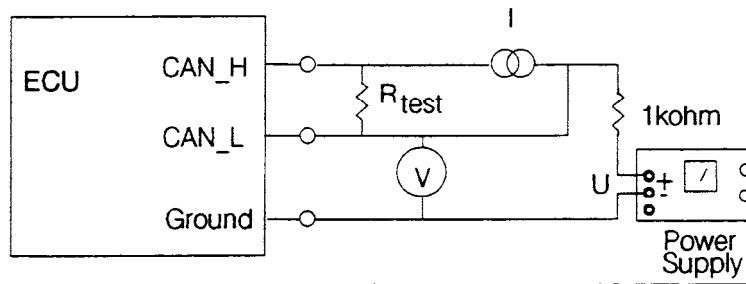 I
CAN_H
ECU
R test
1kohm
CAN_L
V
U
+
-
Ground
Power
Supply